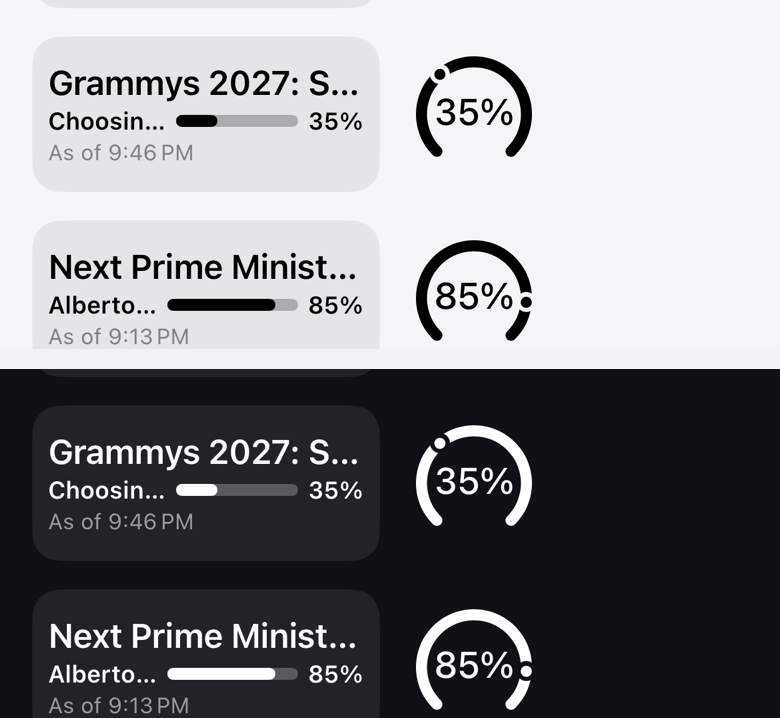 Grammys 2027: S...
Choosin... 35%
As of 9:46 PM
35%
Next Prime Minist...
Alberto... 85%
As of 9:13 PM
85%
Grammys 2027: S...
Choosin... 35%
As of 9:46 PM
35%
Next Prime Minist...
Alberto... 85%
As of 9:13 PM
85%